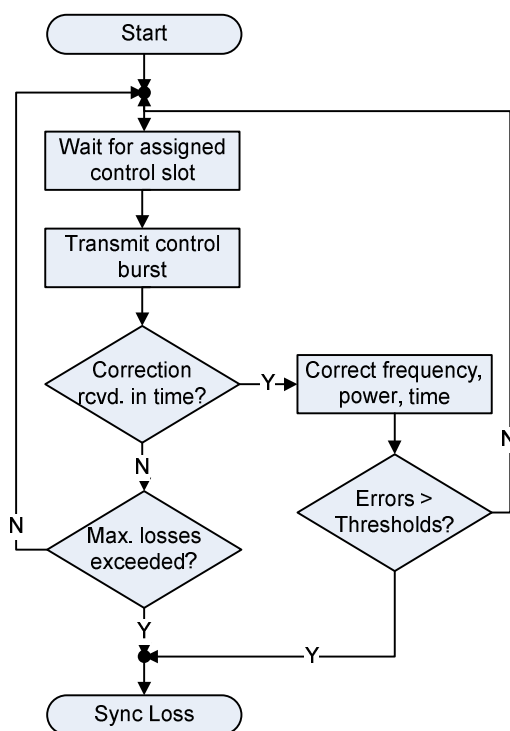 Start
Wait for assigned
control slot
Transmit control
burst
Correction
rcvd. in time?
Y
Correct frequency,
power, time
N
N
Errors >
Thresholds?
N
Max. losses
exceeded?
Y
Y
Sync Loss